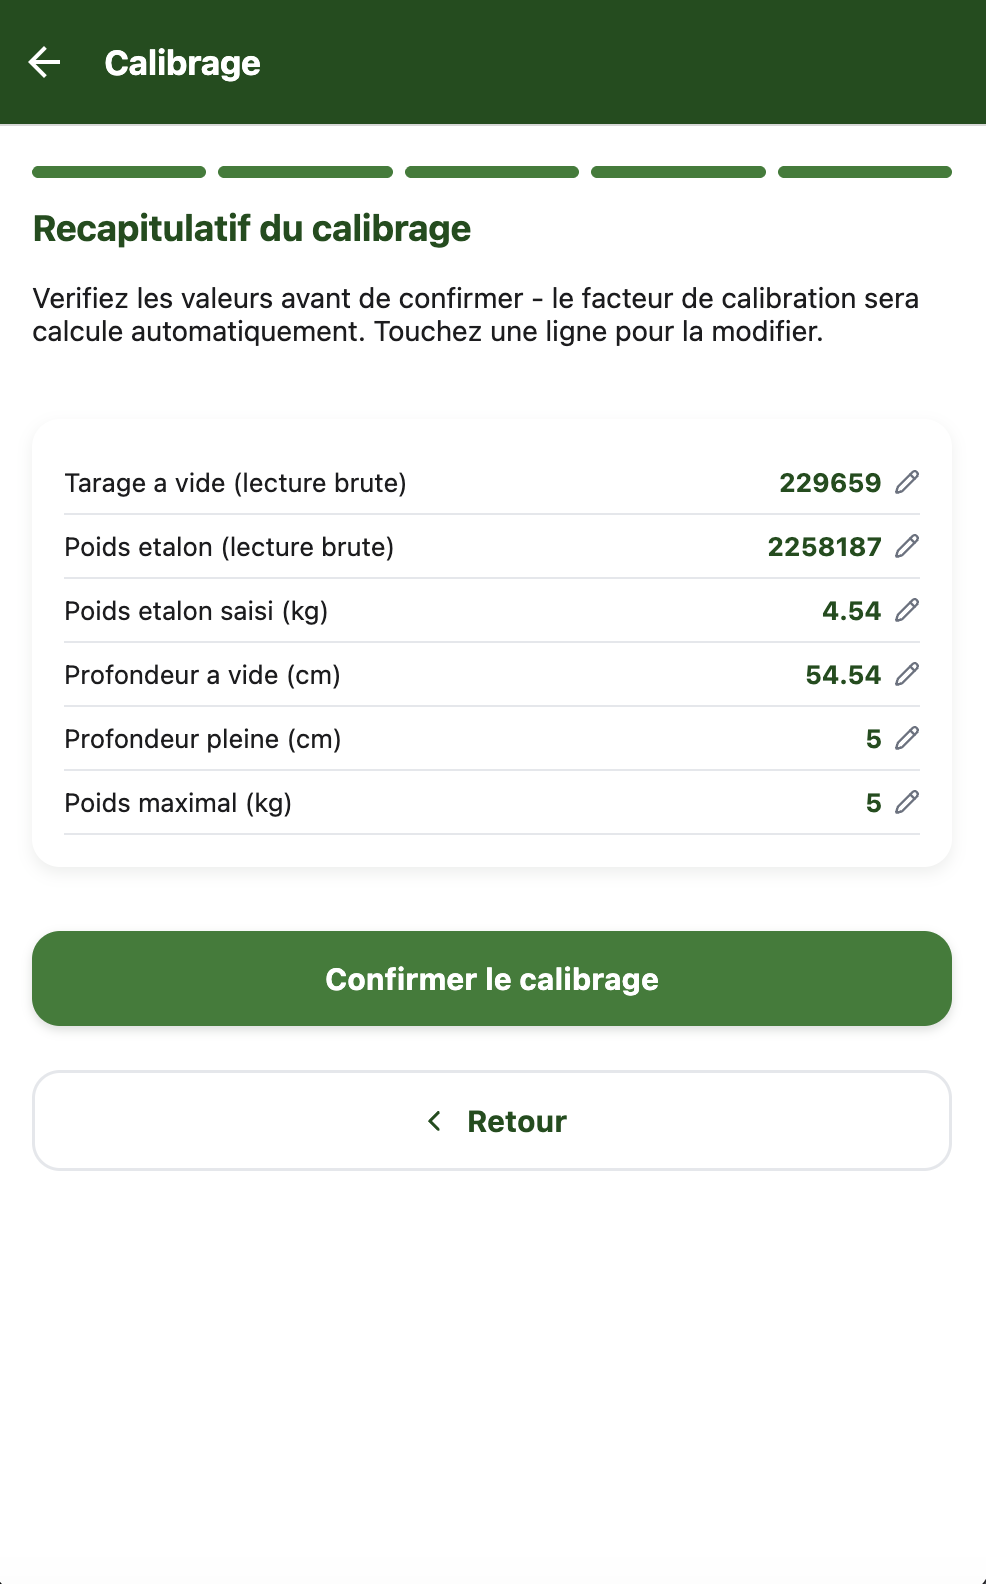 Calibrage
Recapitulatif du calibrage
Verifiez les valeurs avant de confirmer - le facteur de calibration sera
calcule automatiquement. Touchez une ligne pour la modifier.
Tarage a vide (lecture brute) 229659
Poids etalon (lecture brute) 2258187
Poids etalon saisi (kg) 4.54
Profondeur a vide (cm) 54.54
Profondeur pleine (cm) 5
Poids maximal (kg) 5
Confirmer le calibrage
Retour